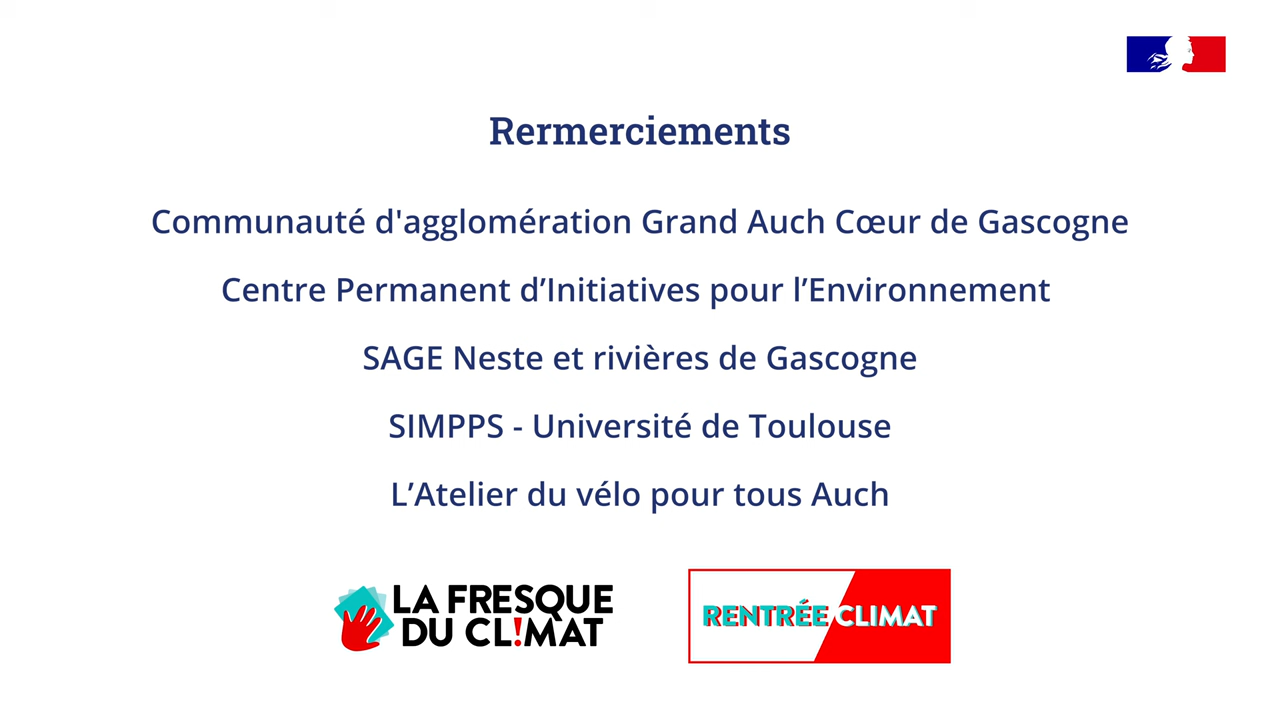 Rermerciements
Communauté d'agglomération Grand Auch Cœur de Gascogne
Centre Permanent d’Initiatives pour l’Environnement
SAGE Neste et rivières de Gascogne
SIMPPS - Université de Toulouse
L’Atelier du vélo pour tous Auch
LA FRESQUE
DU CL!MAT
RENTRÉE CLIMAT